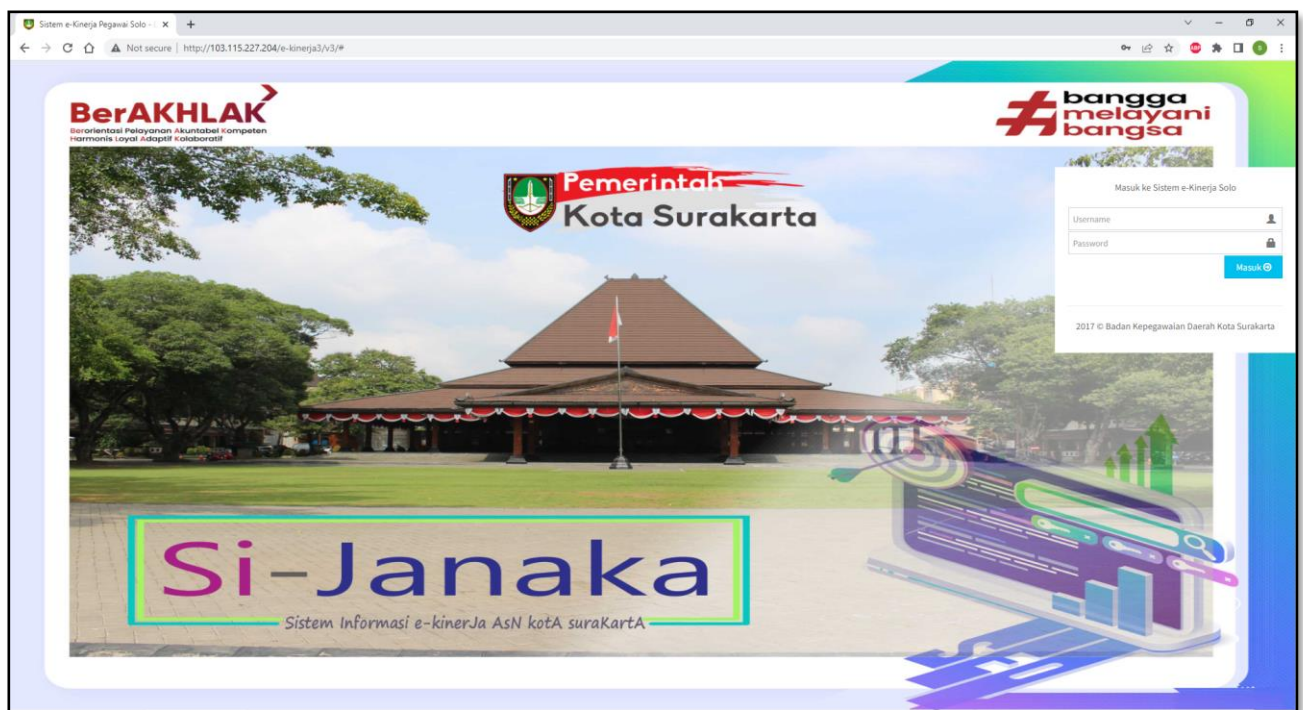 Sistem e-Kinerja Pegawai Solo -
Not secure | http://103.115.227.204/e-kinerja3/v3/#
BerAKHLAK
Berorientasi Pelayanan Akuntabel Kompeten
Harmonis Loyal Adaptif Kolaboratif
bangga
melayani
bangsa
Pemerintah
Kota Surakarta
Masuk ke Sistem e-Kinerja Solo
Username
Password
Masuk
2017 © Badan Kepegawaian Daerah Kota Surakarta
Si-Janaka
Sistem Informasi e-kinerJa AsN kotA suraKartA